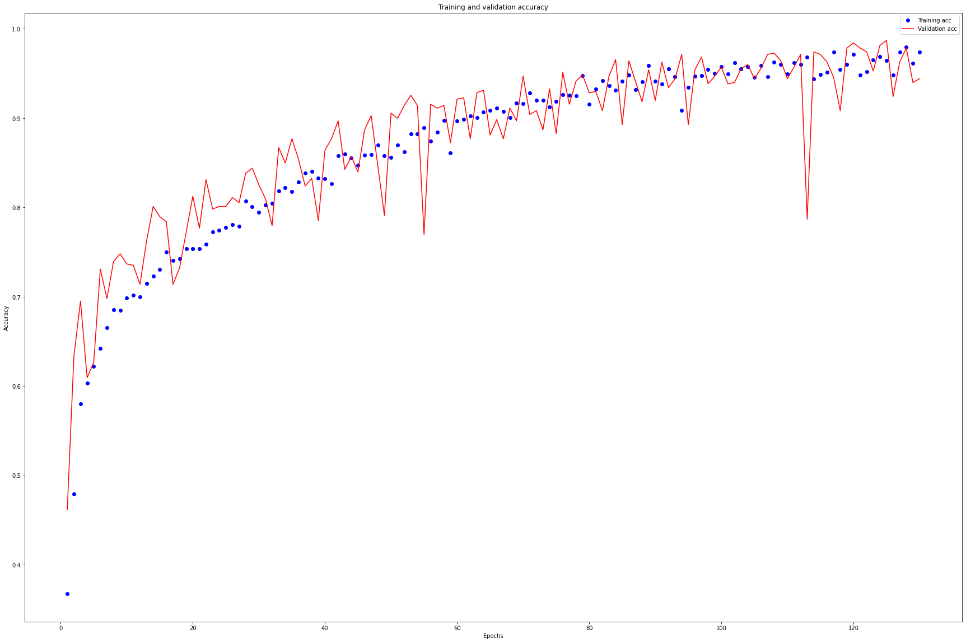 Training and validation accuracy
Training acc
Validation acc
Accuracy
1.0
0.9
0.8
0.7
0.6
0.5
0.4
0
20
40
60
80
100
120
Epochs